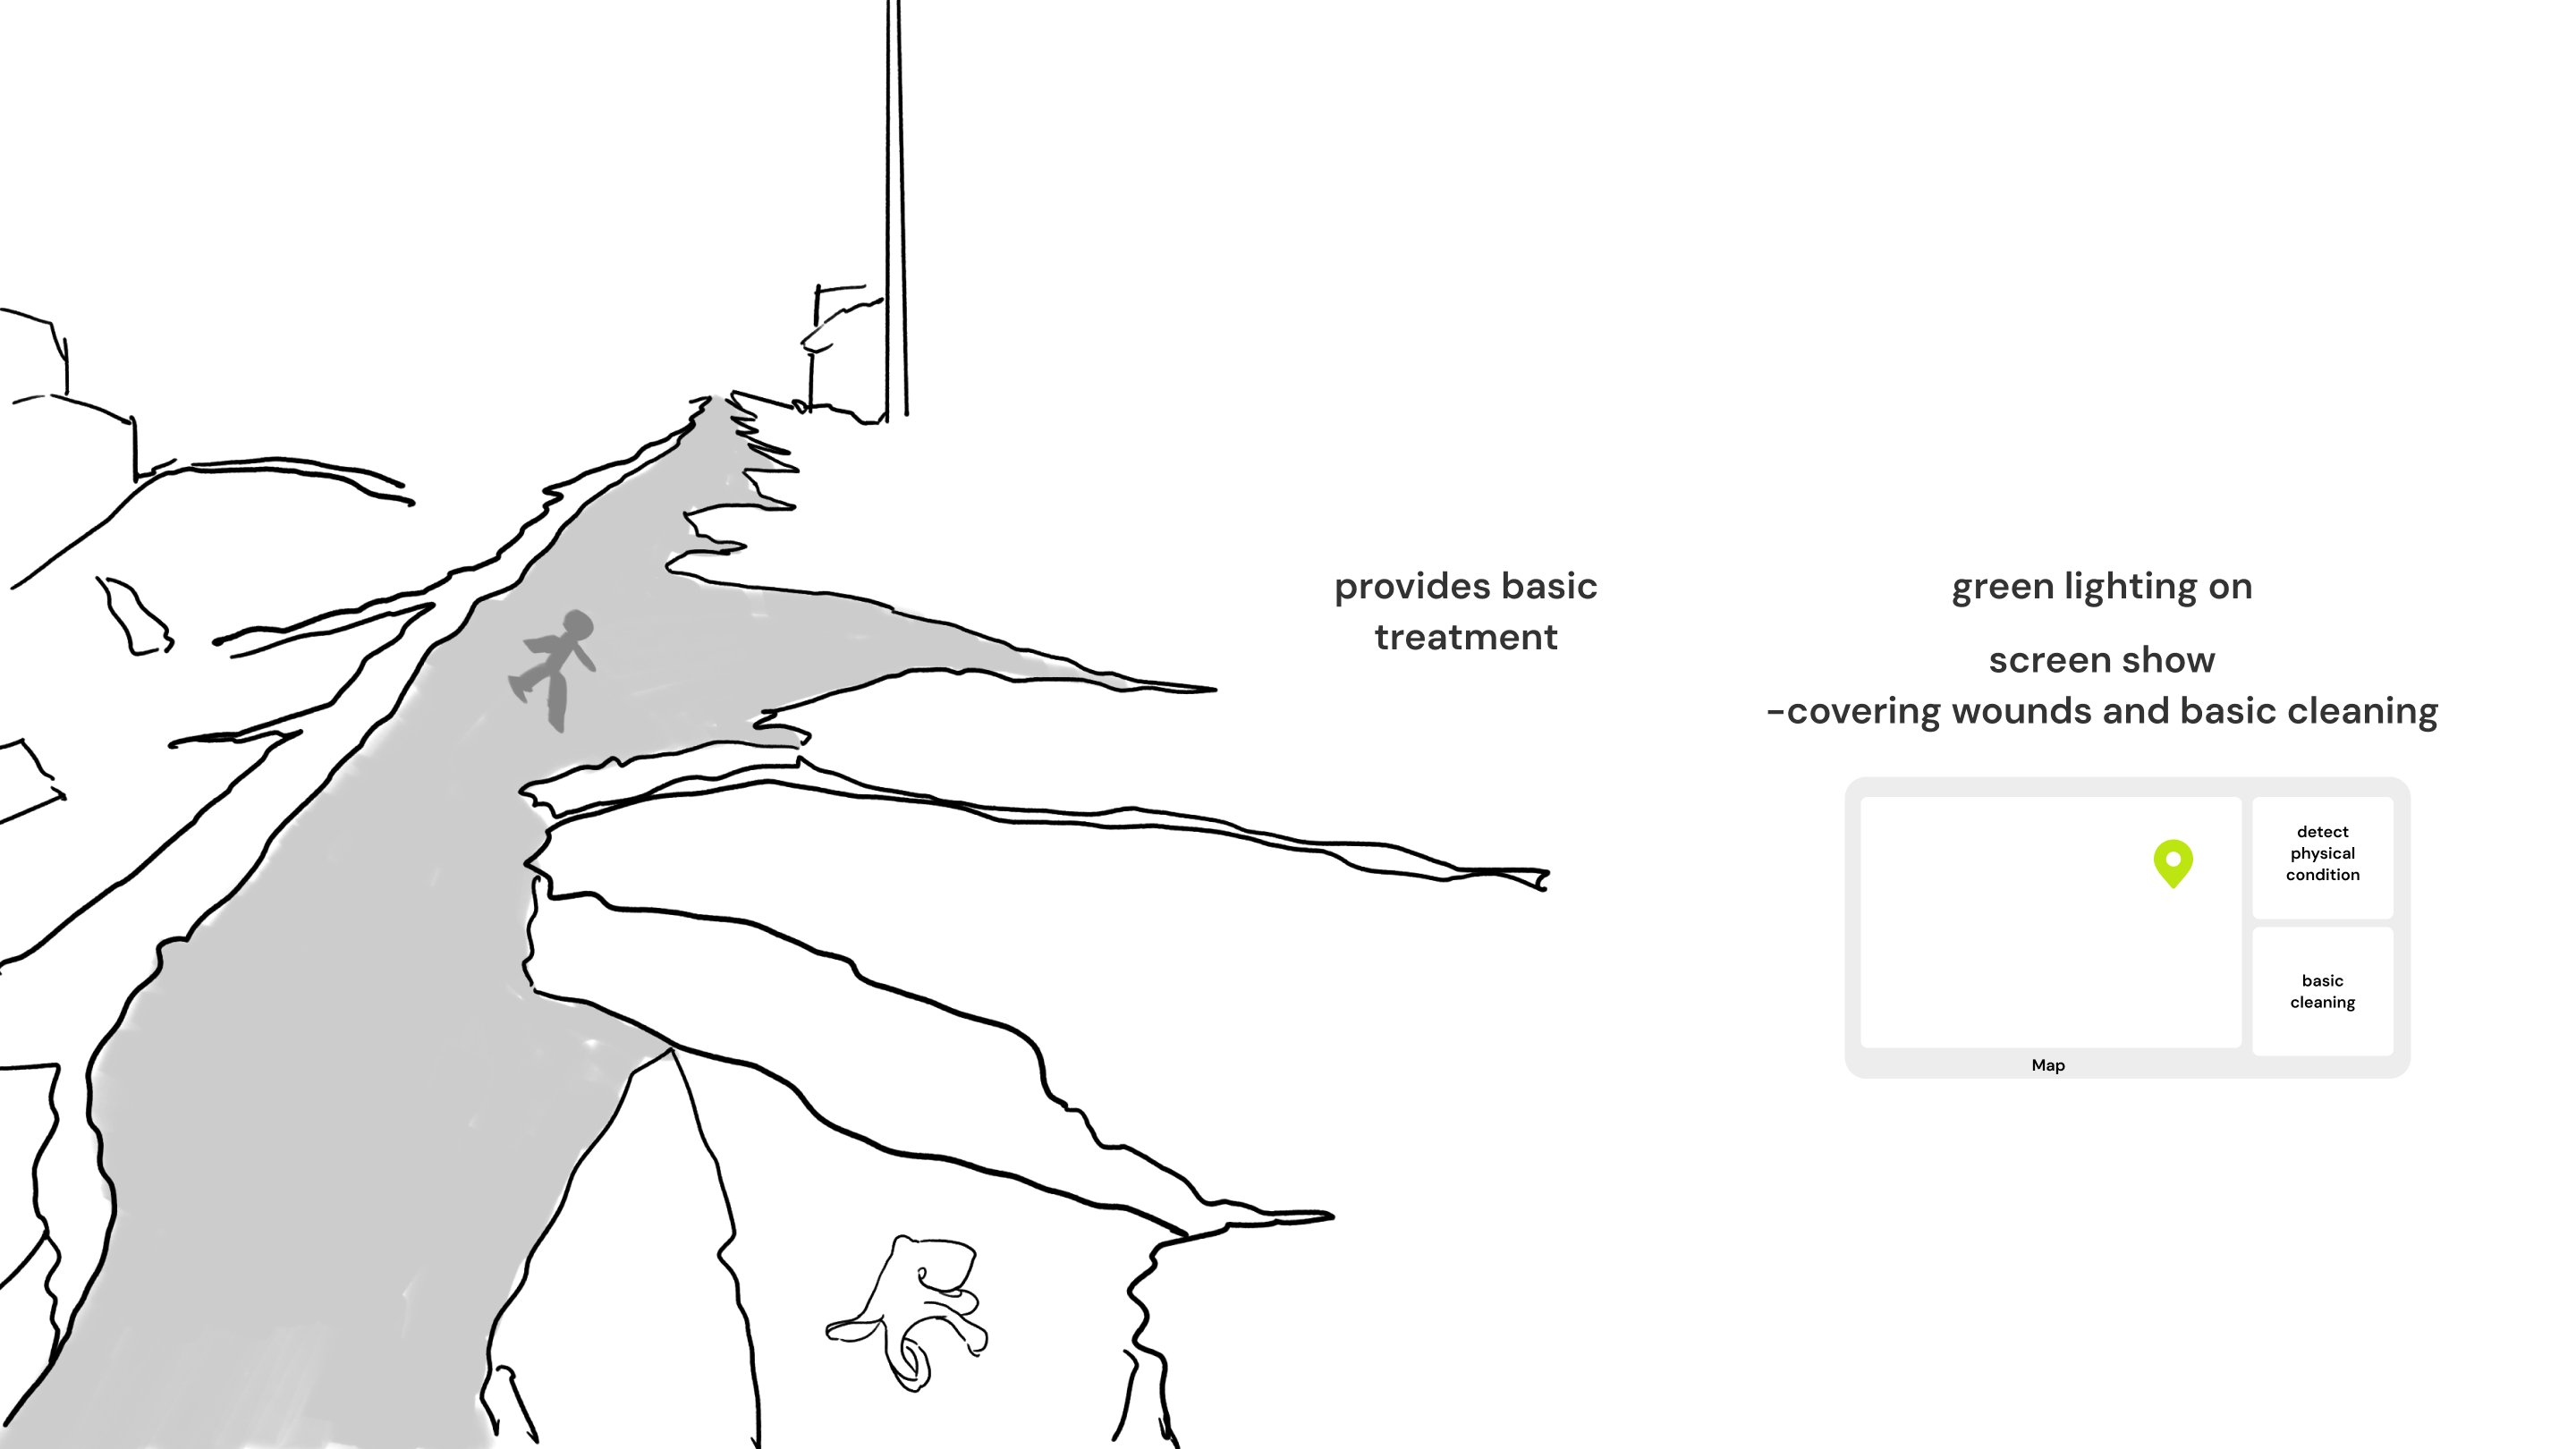 provides basic
treatment
green lighting on
screen show
-covering wounds and basic cleaning
detect
physical
condition
basic
cleaning
Map